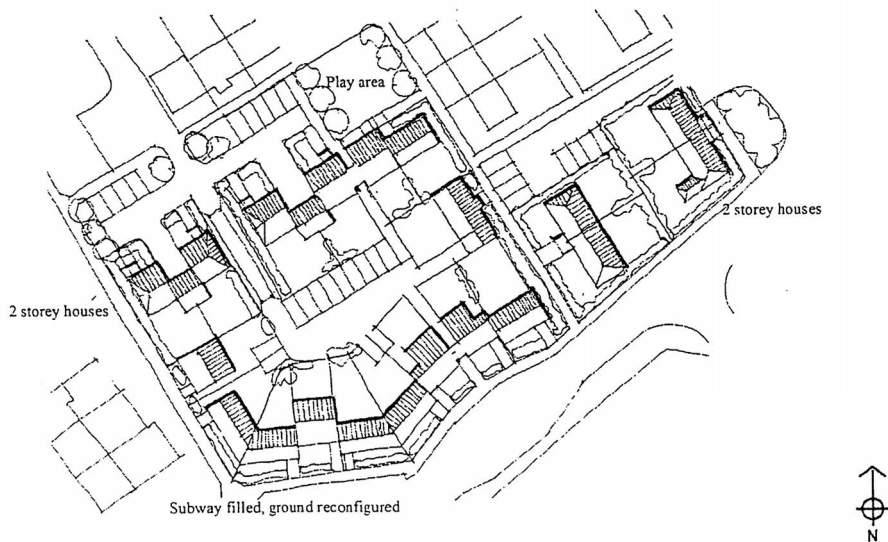 Play area
2 storey houses
2 storey houses
Subway filled, ground reconfigured
N